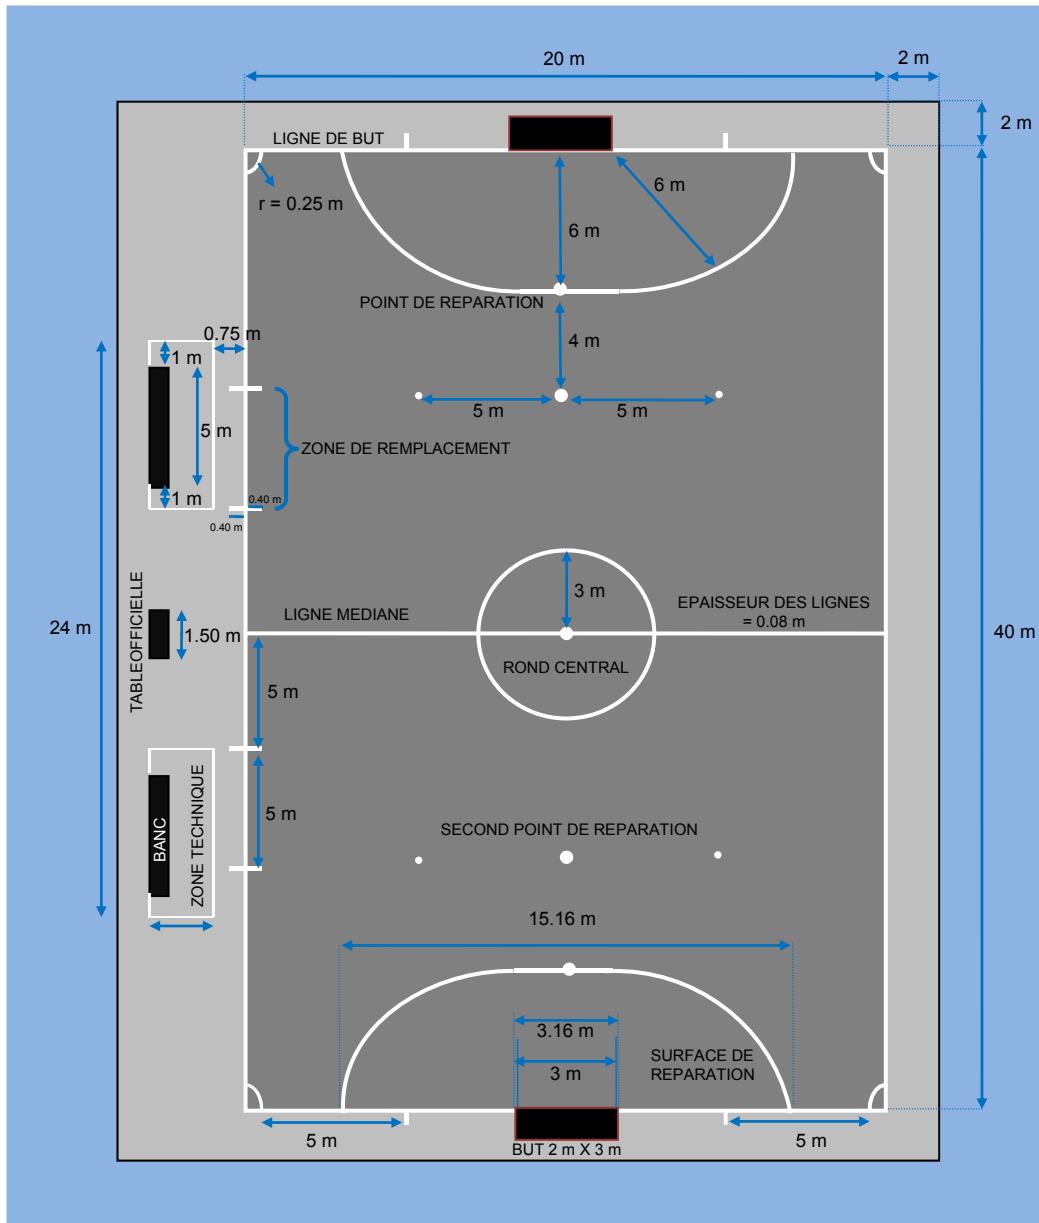 20 m
2 m
2 m
LIGNE DE BUT
6 m
r = 0.25 m
6 m
POINT DE REPARATION
0.75 m
4 m
1 m
5 m
5 m
5 m
ZONE DE REMPLACEMENT
1 m
0.40 m
0.40 m
TABLEOFFICIELLE
3 m
LIGNE MEDIANE
EPAISSEUR DES LIGNES
= 0.08 m
24 m
1.50 m
40 m
ROND CENTRAL
5 m
5 m
BANC
ZONE TECHNIQUE
SECOND POINT DE REPARATION
15.16 m
3.16 m
3 m
SURFACE DE
REPARATION
5 m
5 m
BUT 2 m X 3 m